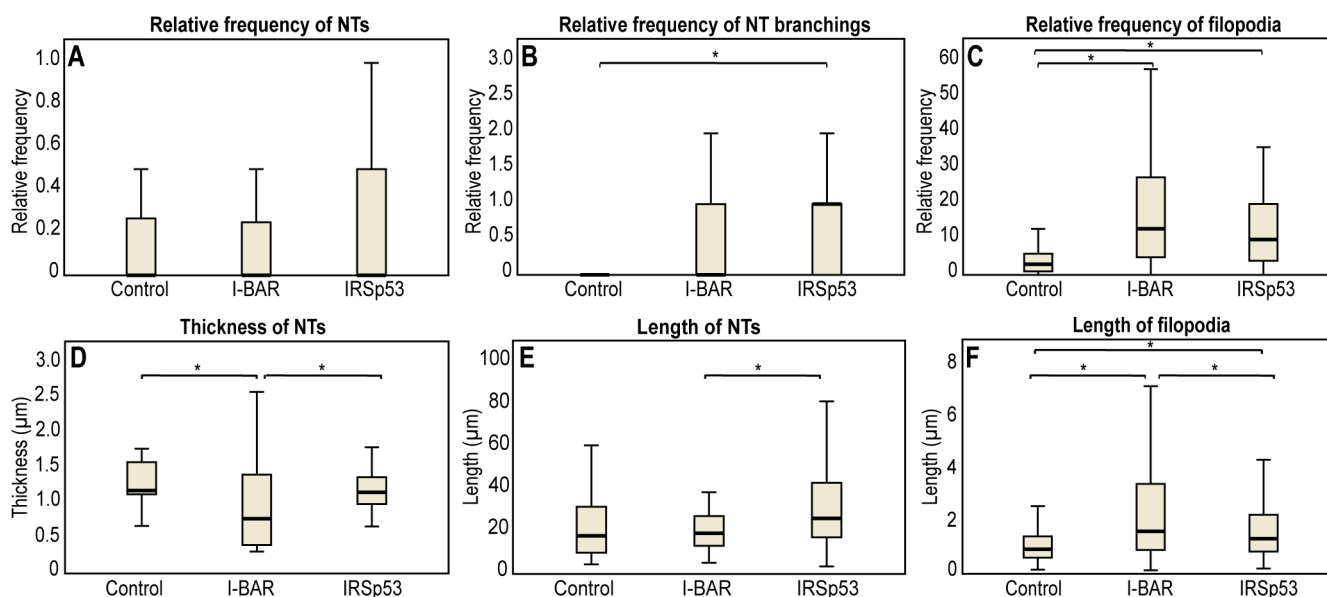 Relative frequency of NTs
A
Relative frequency
1.0
0.8
0.6
0.4
0.2
0
Control I-BAR IRSp53
Relative frequency of NT branchings
B
*
Relative frequency
3.0
2.5
2.0
1.5
1.0
0.5
0
Control I-BAR IRSp53
Relative frequency of filopodia
C
*
*
Relative frequency
60
50
40
30
20
10
0
Control I-BAR IRSp53
Thickness of NTs
D
* *
Thickness (µm)
3.0
2.5
2.0
1.5
1.0
0.5
0
Control I-BAR IRSp53
Length of NTs
E
*
Length (µm)
100
80
60
40
20
0
Control I-BAR IRSp53
Length of filopodia
F
*
* *
Length (µm)
8
6
4
2
0
Control I-BAR IRSp53